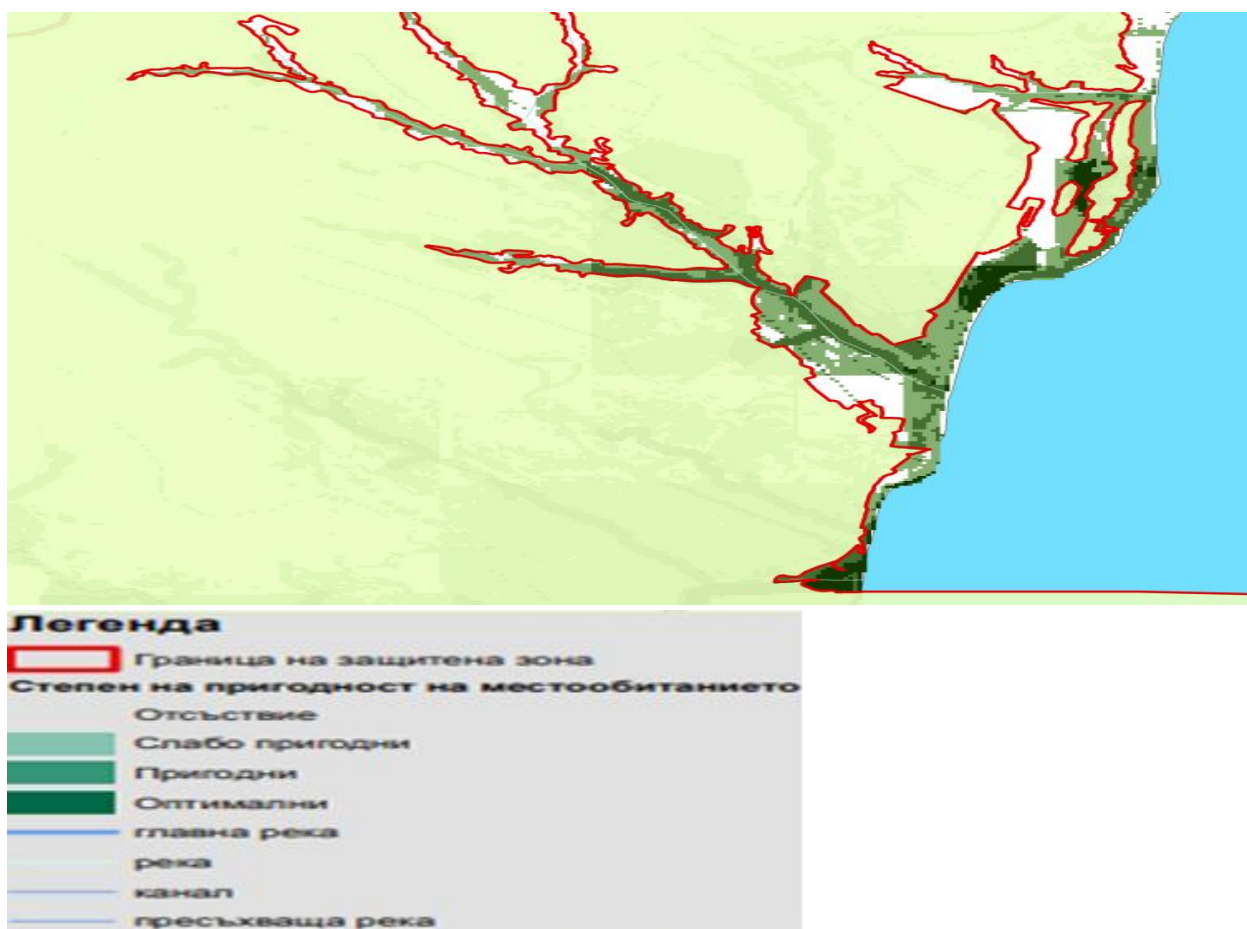 Легенда
Граница на защитена зона
Степен на пригодност на местообитанието
Отсъствие
Слабо пригодни
Пригодни
Оптимални
главна река
река
канал
пресъхваща река